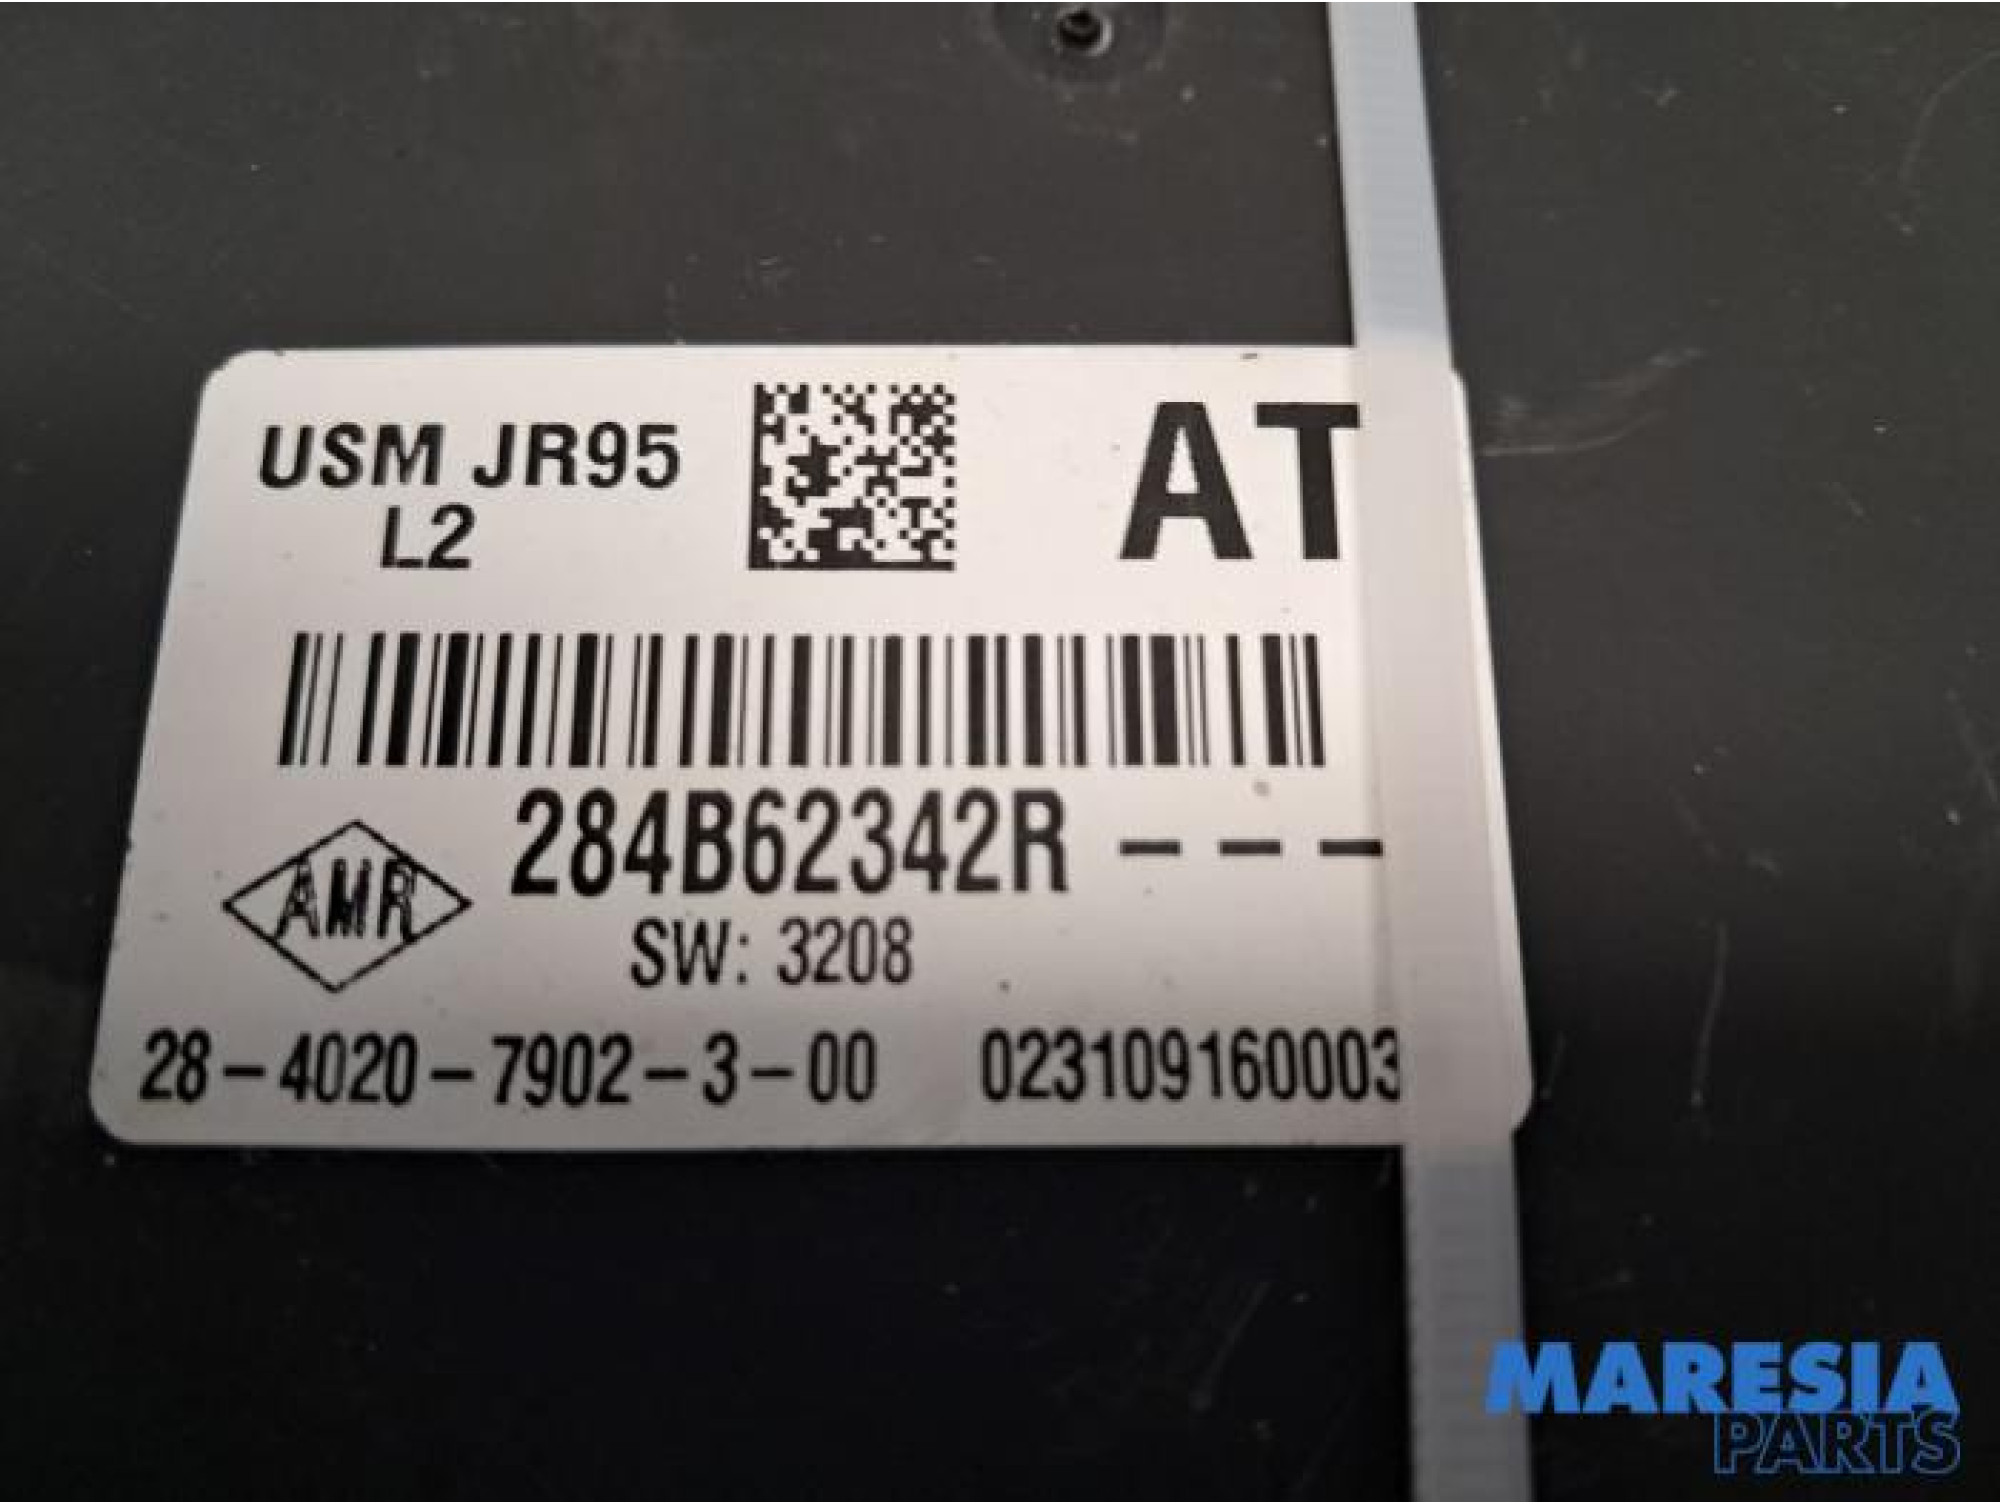 USM JR95
L2
AT
284B62342R ---
AMR
SW: 3208
28-4020-7902-3-00 023109160003
MARESIA
PARTS